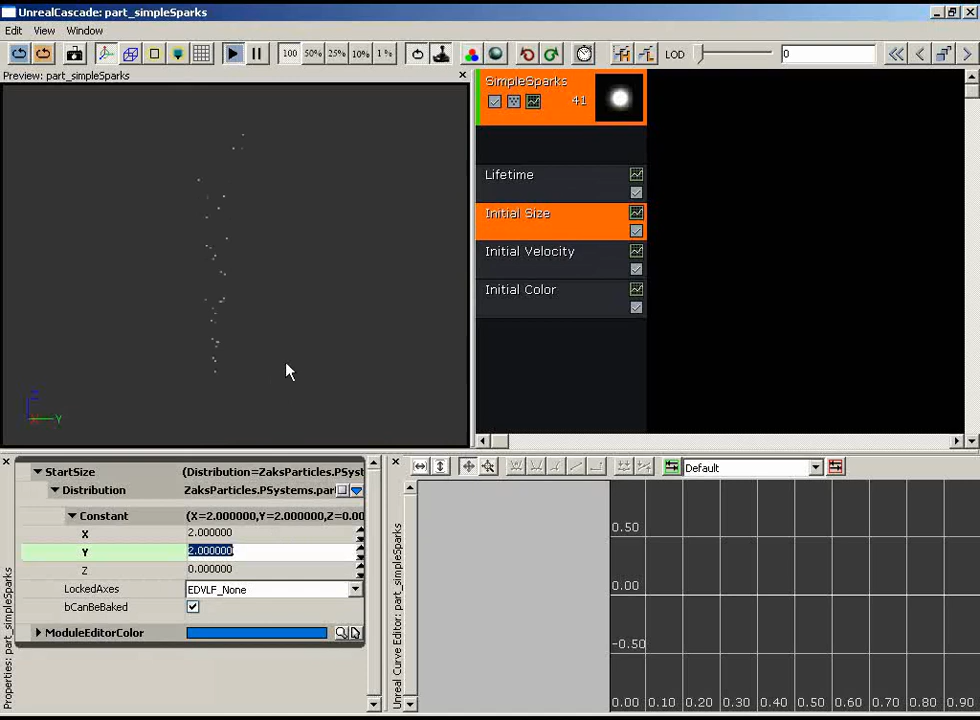 UnrealCascade: part_simpleSparks
Edit View Window
100 50% 25% 10% 1% LOD 0
Preview: part_simpleSparks
SimpleSparks
41
Lifetime
Initial Size
Initial Velocity
Initial Color
X Y
StartSize (Distribution=ZaksParticles.PSyst
Distribution ZaksParticles.PSystems.part
Constant (X=2.000000,Y=2.000000,Z=0.00
X 2.000000
Y 2.000000
Z 0.000000
LockedAxes EDVLF_None
bCanBeBaked
ModuleEditorColor
Properties: part_simpleSparks
Unreal Curve Editor: part_simpleSparks
Default
0.50
0.00
-0.50
0.00 0.10 0.20 0.30 0.40 0.50 0.60 0.70 0.80 0.90